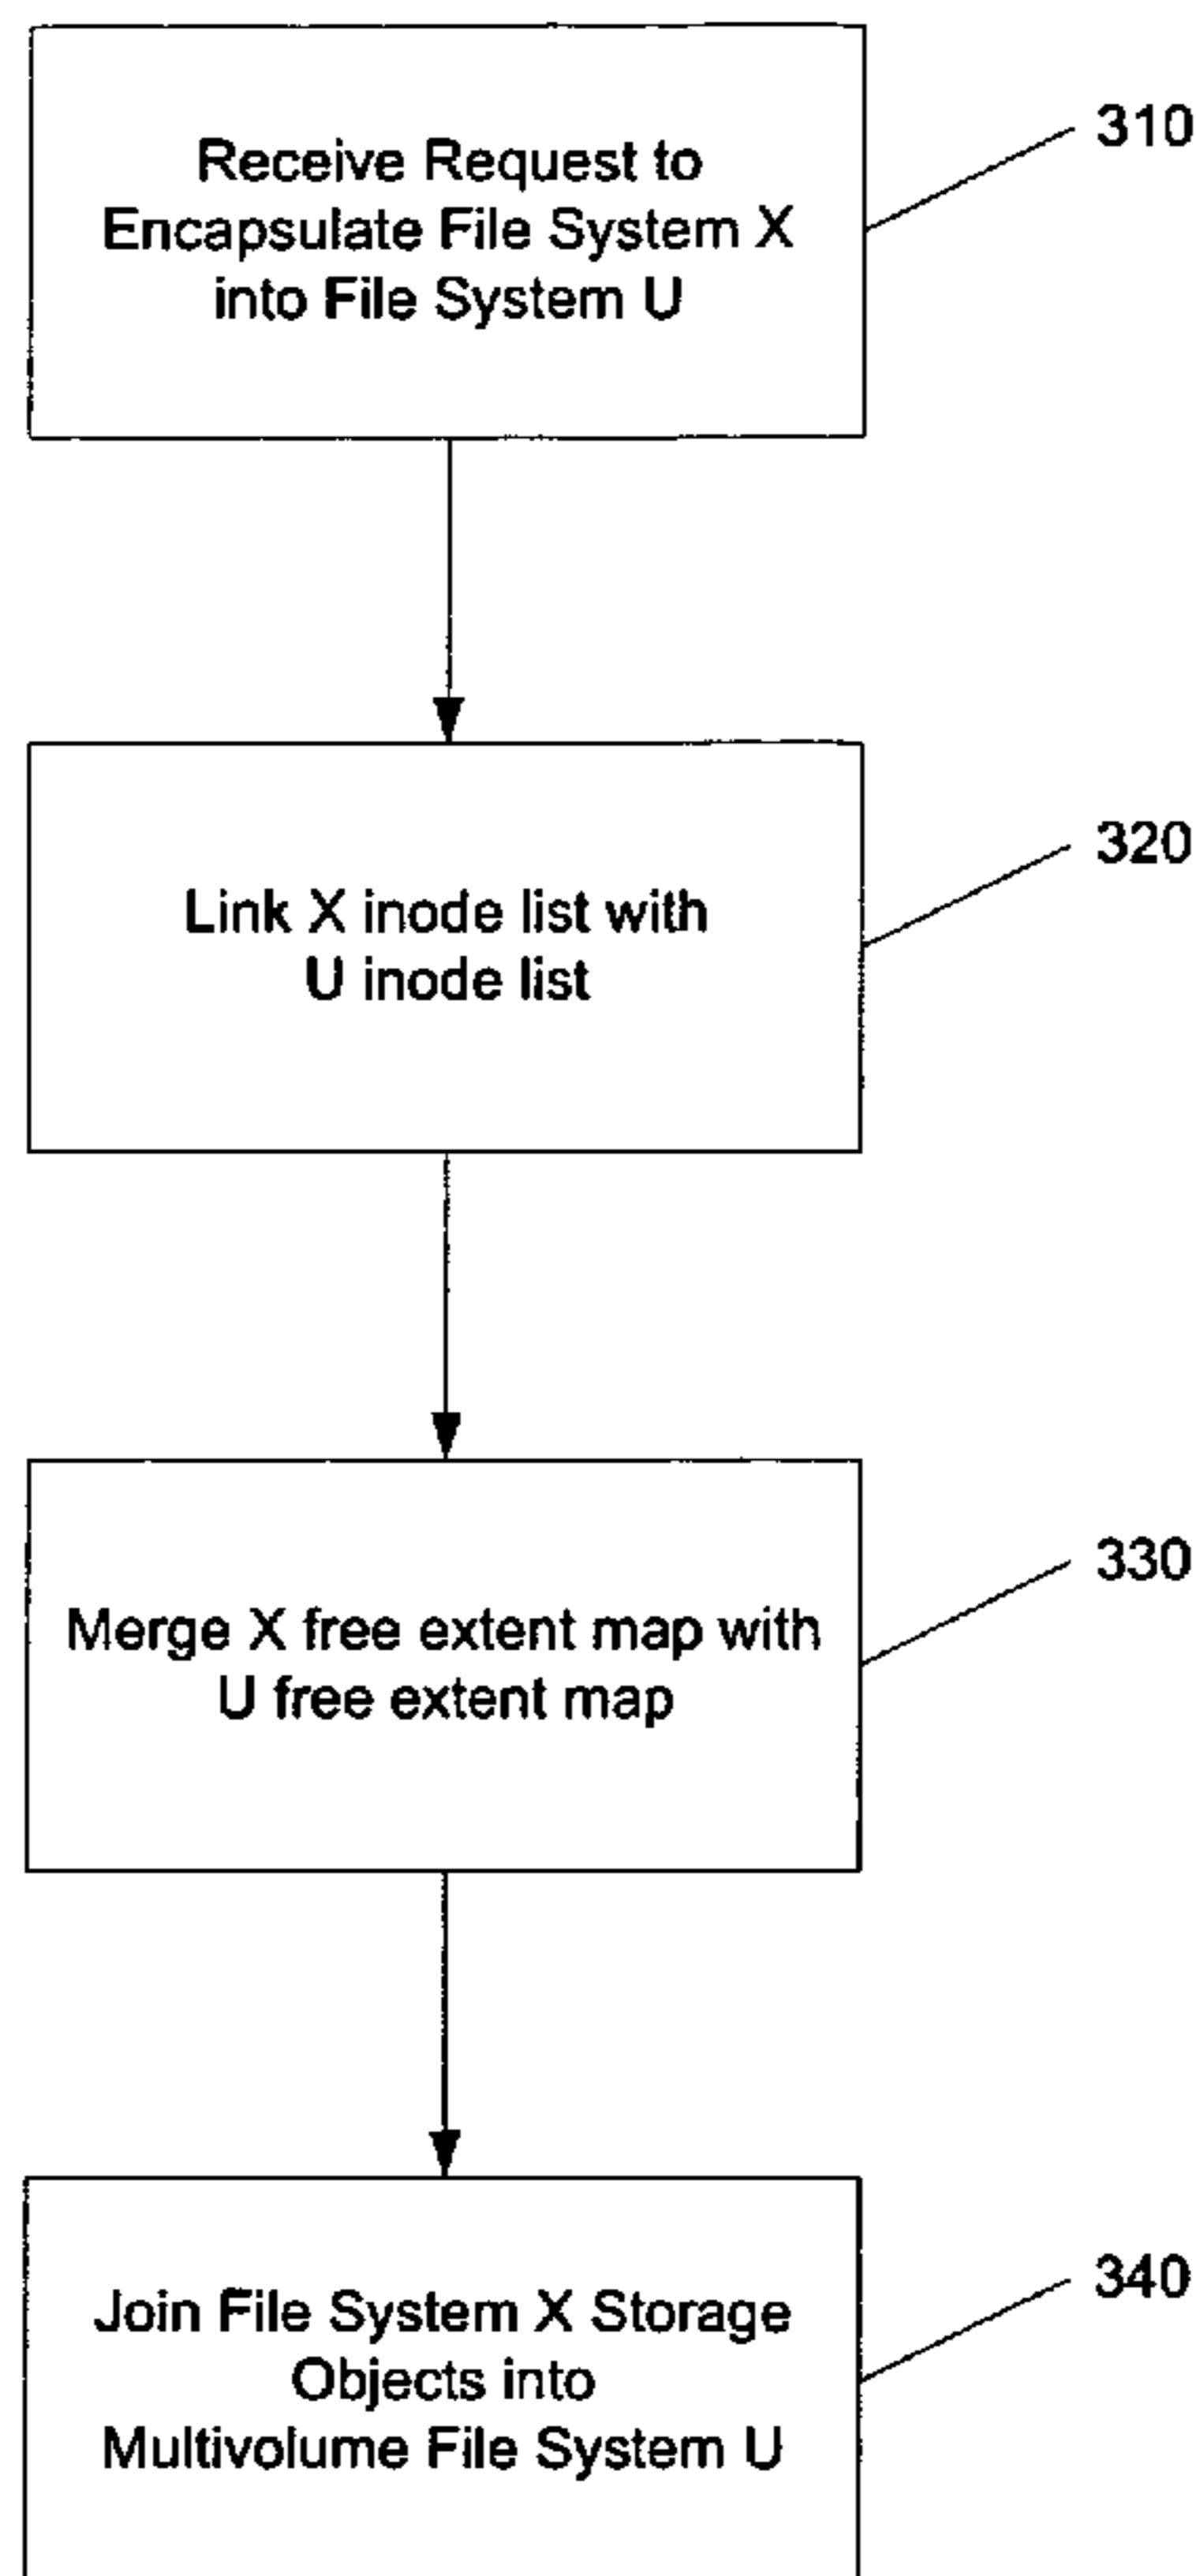 Receive Request to
Encapsulate File System X
into File System U
310
Link X inode list with
U inode list
320
Merge X free extent map with
U free extent map
330
Join File System X Storage
Objects into
Multivolume File System U
340